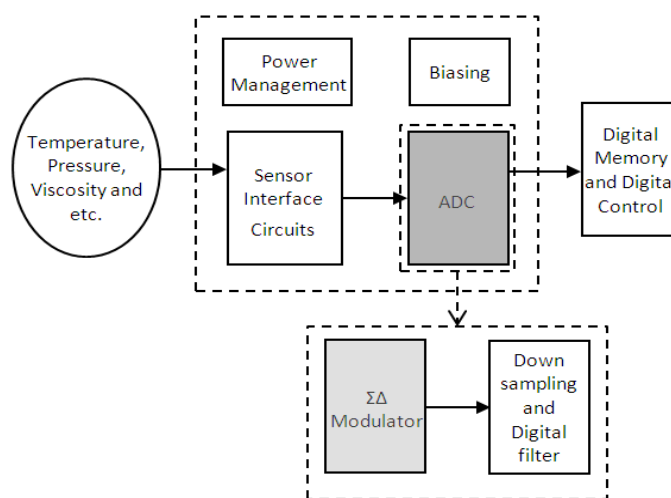 Power
Management
Biasing
Temperature,
Pressure,
Viscosity and
etc.
Sensor
Interface
Circuits
ADC
Digital
Memory
and Digital
Control
ΣΔ
Modulator
Down
sampling
and
Digital
filter